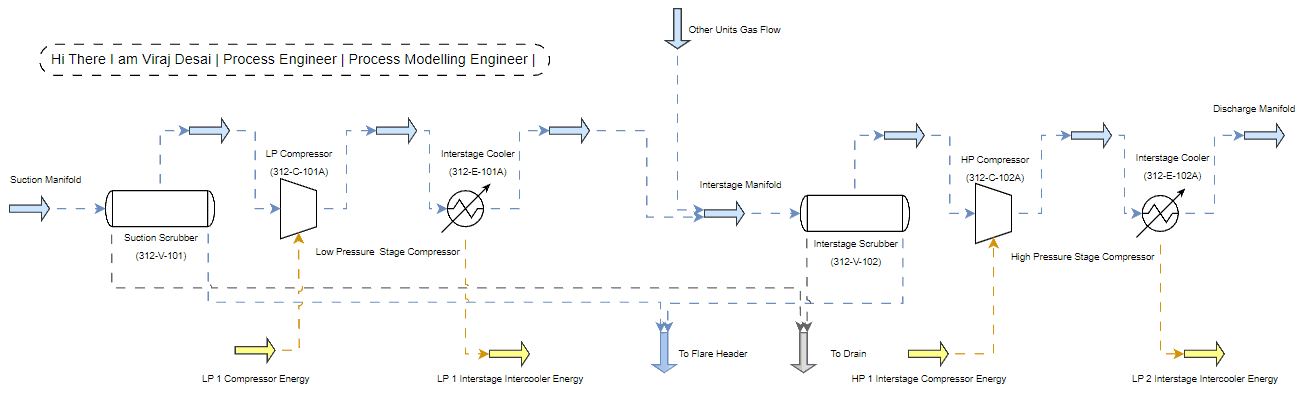 Other Units Gas Flow
Hi There I am Viraj Desai | Process Engineer | Process Modelling Engineer |
Discharge Manifold
LP Compressor
(312-C-101A)
Interstage Cooler
(312-E-101A)
HP Compressor
(312-C-102A)
Interstage Cooler
(312-E-102A)
Suction Manifold
Interstage Manifold
Suction Scrubber
(312-V-101)
Low Pressure Stage Compressor
Interstage Scrubber
(312-V-102)
High Pressure Stage Compressor
To Flare Header
To Drain
LP 1 Compressor Energy
LP 1 Interstage Intercooler Energy
HP 1 Interstage Compressor Energy
LP 2 Interstage Intercooler Energy